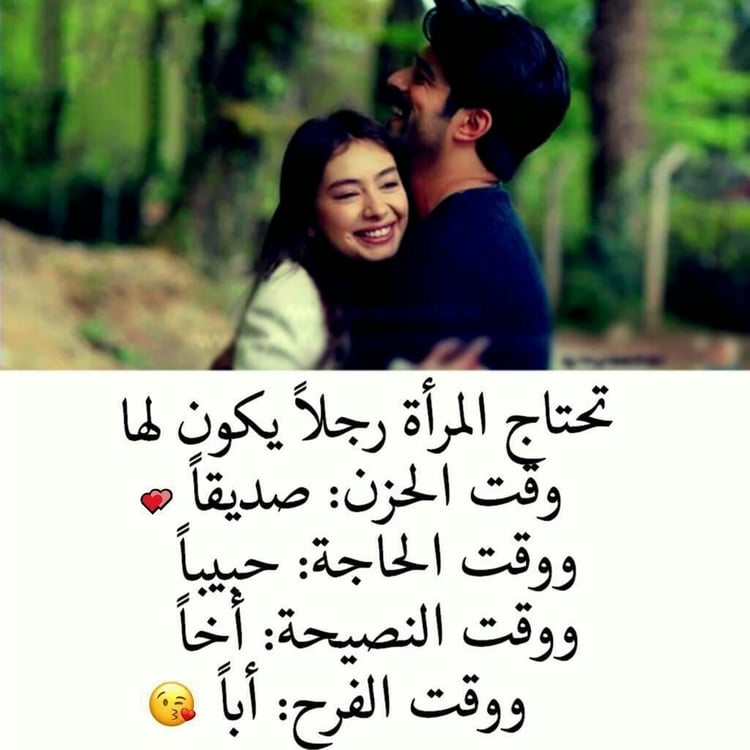 تحتاج المرأة رجلاً يكون لها
وقت الحزن: صديقاً 💕
ووقت الحاجة: حبيباً
ووقت النصيحة: أخاً
ووقت الفرح: أباً 😘